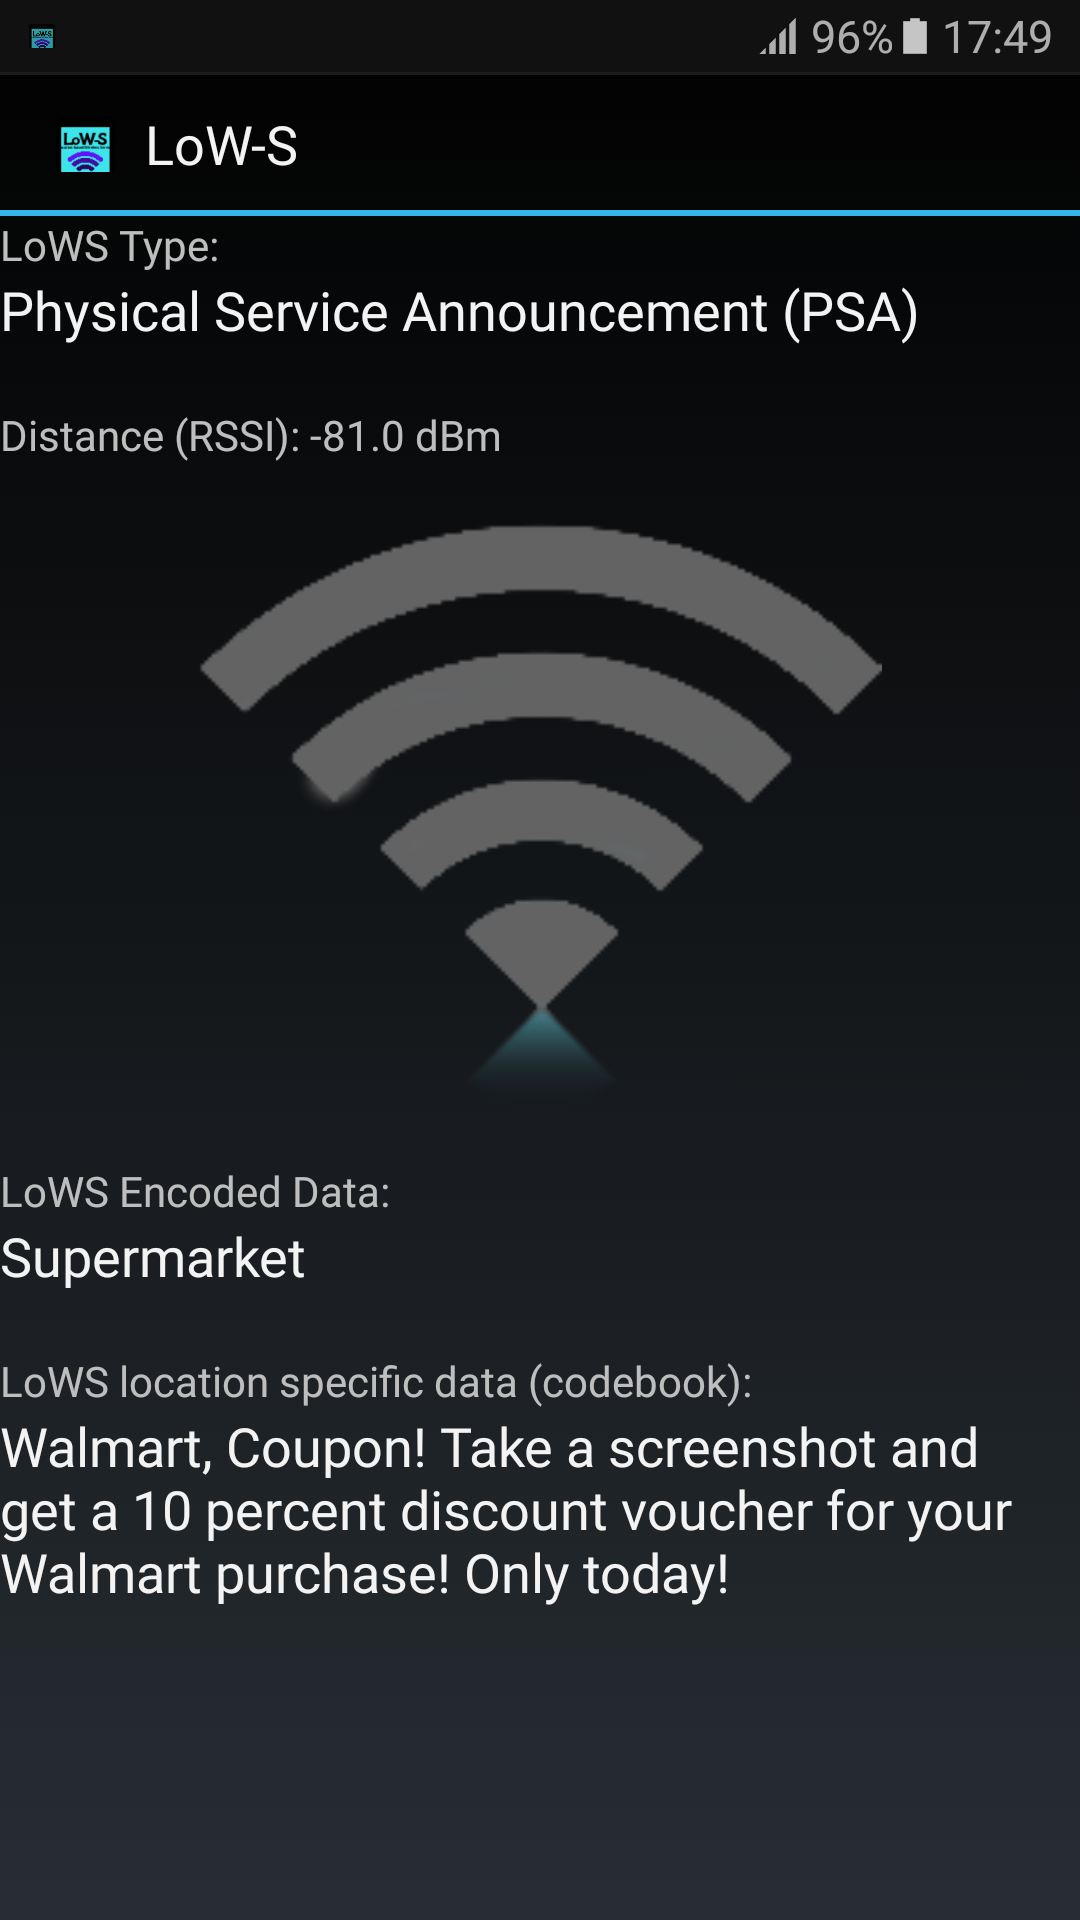 LoW-S
96% 17:49
LoW-S
LoW-S
LoWS Type:
Physical Service Announcement (PSA)
Distance (RSSI): -81.0 dBm
LoWS Encoded Data:
Supermarket
LoWS location specific data (codebook):
Walmart, Coupon! Take a screenshot and
get a 10 percent discount voucher for your
Walmart purchase! Only today!